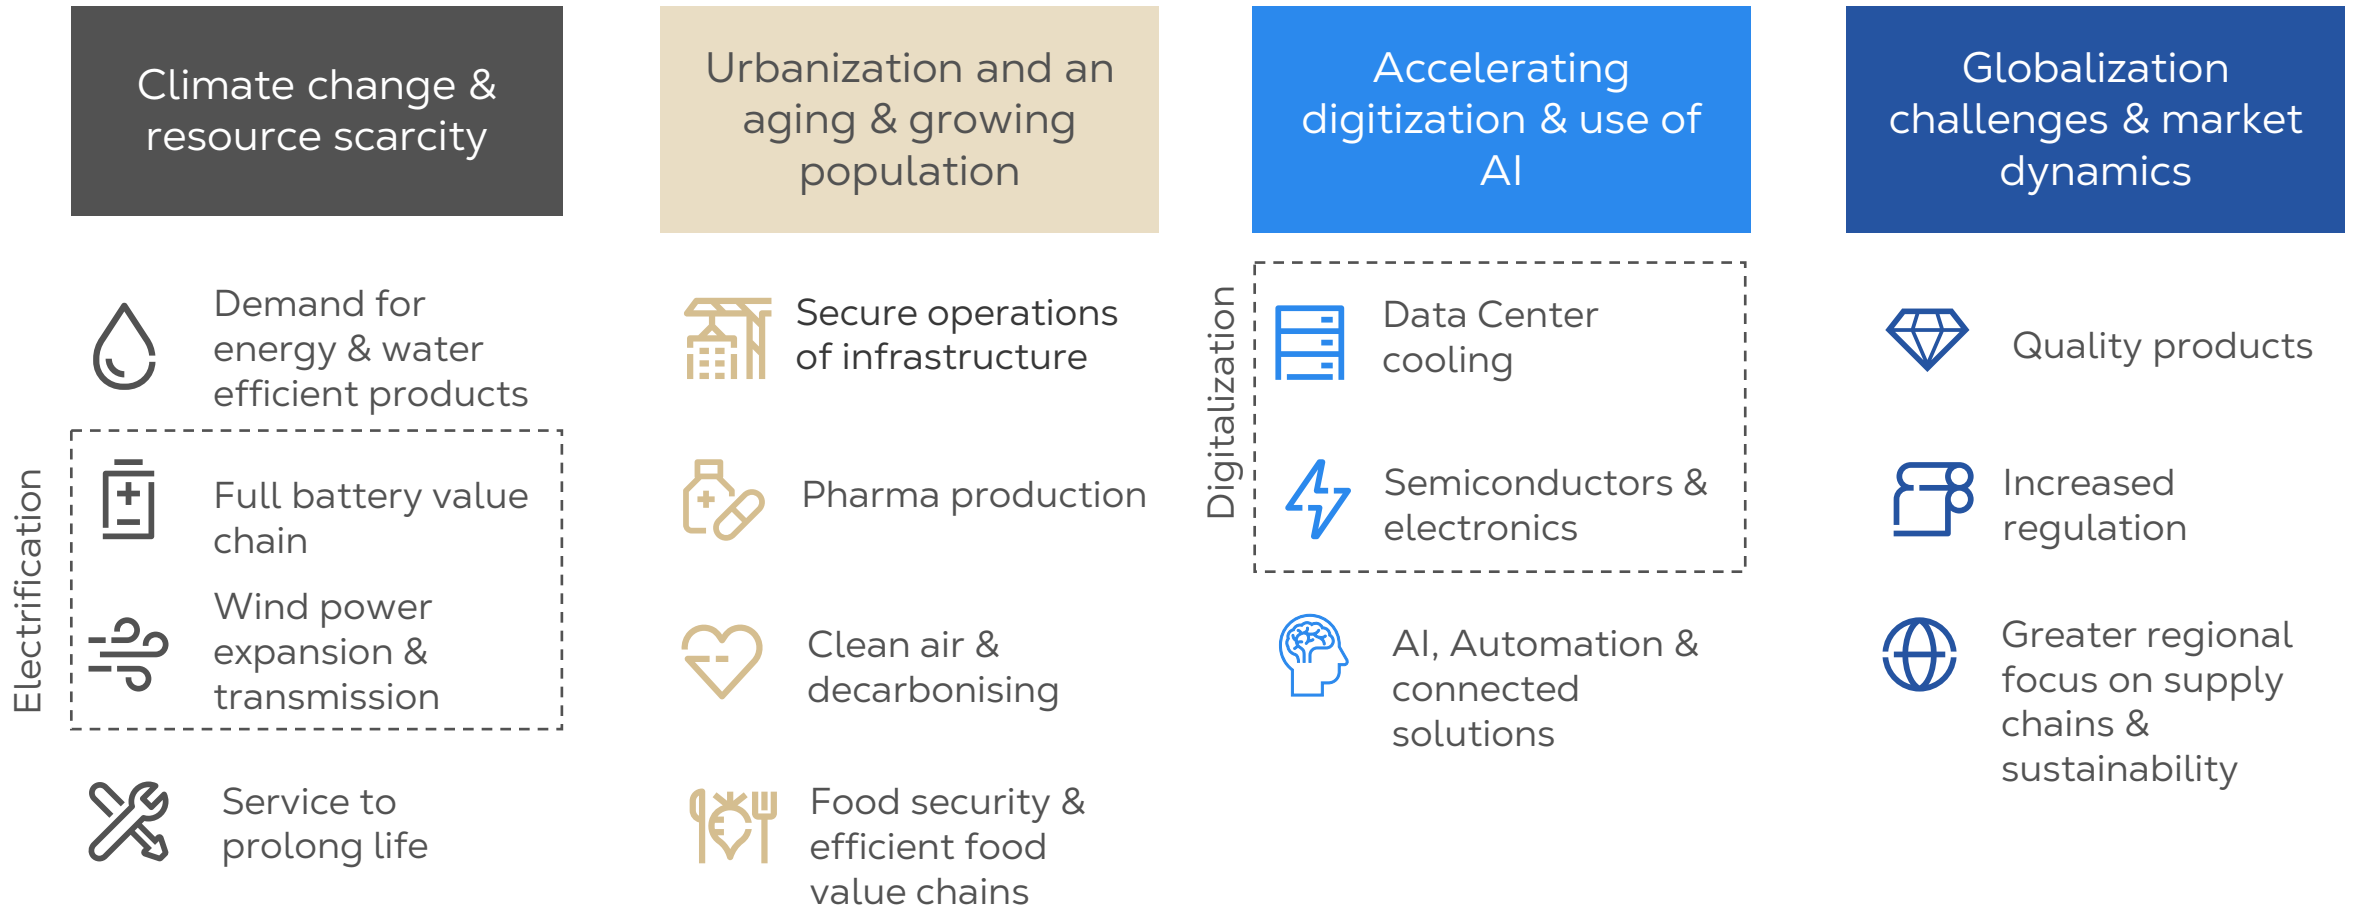 Climate change &
resource scarcity
Demand for
energy & water
efficient products
Electrification
Full battery value
chain
Wind power
expansion &
transmission
Service to
prolong life
Urbanization and an
aging & growing
population
Secure operations
of infrastructure
Pharma production
Clean air &
decarbonising
Food security &
efficient food
value chains
Accelerating
digitization & use of
AI
Digitalization
Data Center
cooling
Semiconductors &
electronics
AI, Automation &
connected
solutions
Globalization
challenges & market
dynamics
Quality products
Increased
regulation
Greater regional
focus on supply
chains &
sustainability